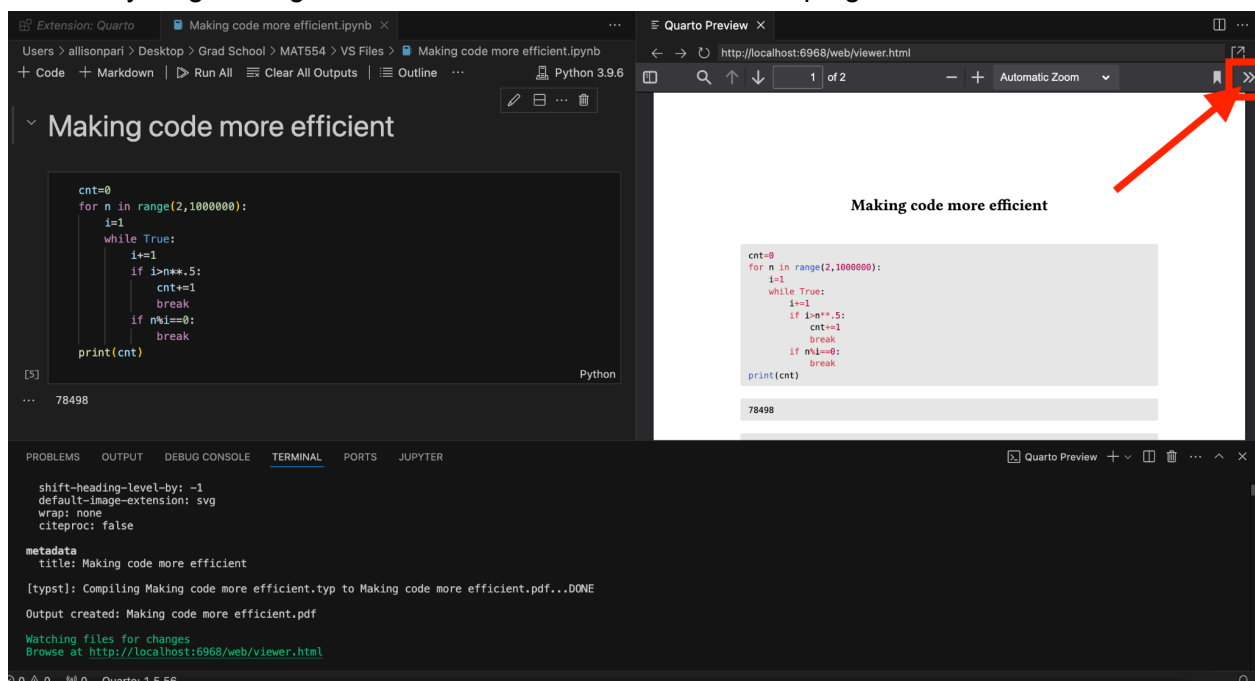 Extension: Quarto
Making code more efficient.ipynb
Users > allisonpari > Desktop > Grad School > MAT554 > VS Files > Making code more efficient.ipynb
+ Code + Markdown | Run All Clear All Outputs | Outline ··· Python 3.9.6
Making code more efficient
cnt=0
for n in range(2,1000000):
    i=1
    while True:
        i+=1
        if i>n**.5:
            cnt+=1
            break
        if n%i==0:
            break
print(cnt)
[5]
Python
78498
Quarto Preview
http://localhost:6968/web/viewer.html
1 of 2
Automatic Zoom
Making code more efficient
cnt=0
for n in range(2,1000000):
    i=1
    while True:
        i+=1
        if i>n**.5:
            cnt+=1
            break
        if n%i==0:
            break
print(cnt)
78498
PROBLEMS OUTPUT DEBUG CONSOLE TERMINAL PORTS JUPYTER
Quarto Preview
shift-heading-level-by: -1
default-image-extension: svg
wrap: none
citeproc: false
metadata
title: Making code more efficient
[typst]: Compiling Making code more efficient.typ to Making code more efficient.pdf...DONE
Output created: Making code more efficient.pdf
Watching files for changes
Browse at http://localhost:6968/web/viewer.html